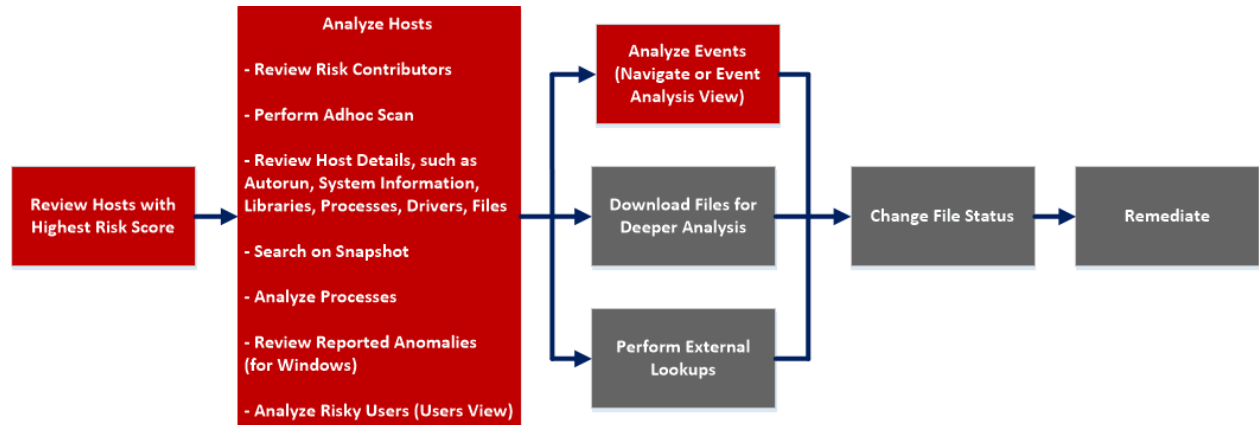 Review Hosts with
Highest Risk Score
Analyze Hosts
- Review Risk Contributors
- Perform Adhoc Scan
- Review Host Details, such as
Autorun, System Information,
Libraries, Processes, Drivers, Files
- Search on Snapshot
- Analyze Processes
- Review Reported Anomalies
(for Windows)
- Analyze Risky Users (Users View)
Analyze Events
(Navigate or Event
Analysis View)
Download Files for
Deeper Analysis
Perform External
Lookups
Change File Status
Remediate